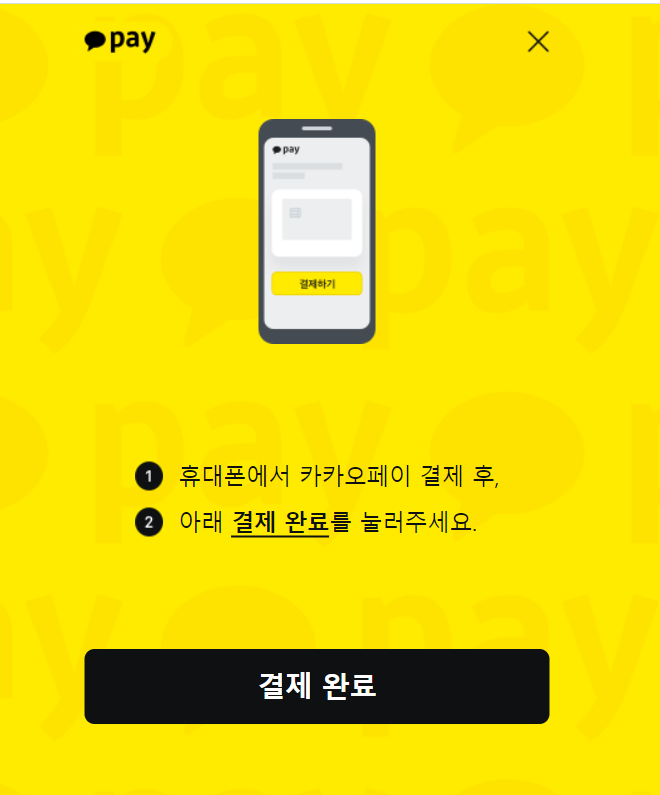 pay
pay
결제하기
1 휴대폰에서 카카오페이 결제 후,
2 아래 결제 완료를 눌러주세요.
결제 완료